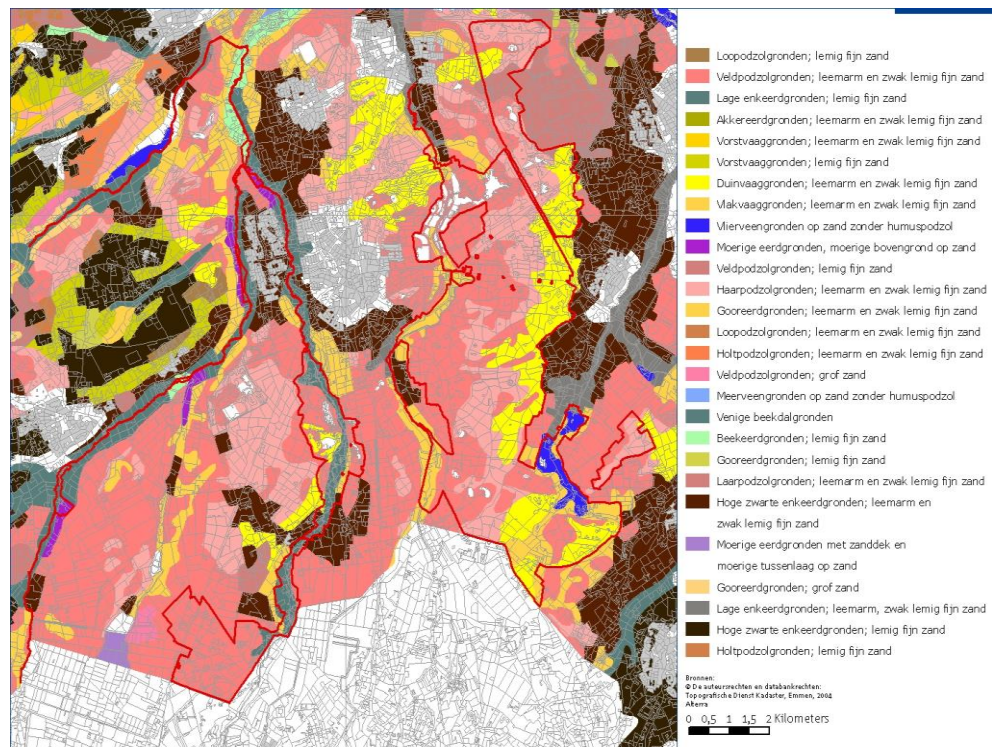 Loopodzolgronden; lemig fijn zand
Veldpodzolgronden; leemarm en zwak lemig fijn zand
Lage enkeerdgronden; lemig fijn zand
Akkereerdgronden; leemarm en zwak lemig fijn zand
Vorstvaaggronden; leemarm en zwak lemig fijn zand
Vorstvaaggronden; lemig fijn zand
Duinvaaggronden; leemarm en zwak lemig fijn zand
Vlakvaaggronden; leemarm en zwak lemig fijn zand
Vlierveengronden op zand zonder humuspodzol
Moerige eerdgronden, moerige bovengrond op zand
Veldpodzolgronden; lemig fijn zand
Haarpodzolgronden; leemarm en zwak lemig fijn zand
Gooreerdgronden; leemarm en zwak lemig fijn zand
Loopodzolgronden; leemarm en zwak lemig fijn zand
Holtpodzolgronden; leemarm en zwak lemig fijn zand
Veldpodzolgronden; grof zand
Meerveengronden op zand zonder humuspodzol
Venige beekdalgronden
Beekeerdgronden; lemig fijn zand
Gooreerdgronden; lemig fijn zand
Laarpodzolgronden; leemarm en zwak lemig fijn zand
Hoge zwarte enkeerdgronden; leemarm en
zwak lemig fijn zand
Moerige eerdgronden met zanddek en
moerige tussenlaag op zand
Gooreerdgronden; grof zand
Lage enkeerdgronden; leemarm, zwak lemig fijn zand
Hoge zwarte enkeerdgronden; lemig fijn zand
Holtpodzolgronden; lemig fijn zand
Bronnen:
© De auteursrechten en databankrechten:
Topografische Dienst Kadaster, Emmen, 2004
Alterra
0 0,5 1 1,5 2 Kilometers